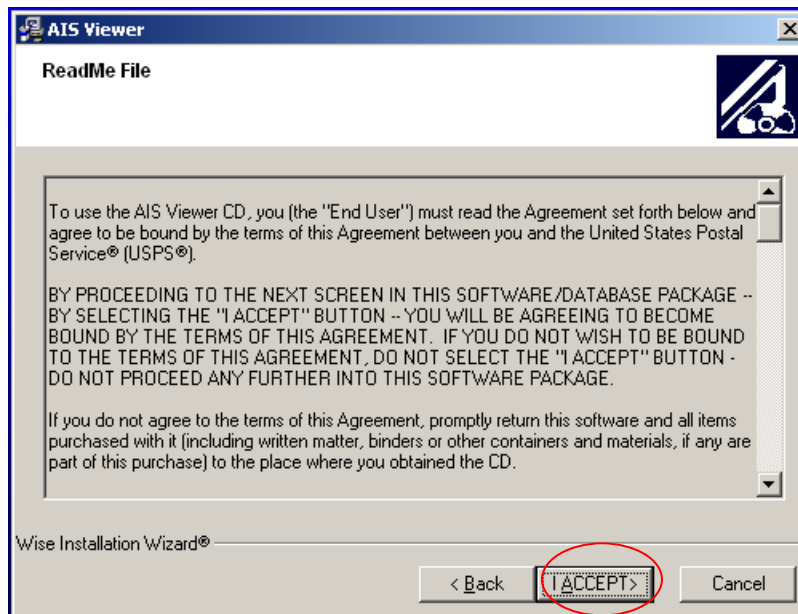 AIS Viewer
ReadMe File
To use the AIS Viewer CD, you (the "End User") must read the Agreement set forth below and
agree to be bound by the terms of this Agreement between you and the United States Postal
Service® (USPS®).
BY PROCEEDING TO THE NEXT SCREEN IN THIS SOFTWARE/DATABASE PACKAGE --
BY SELECTING THE "I ACCEPT" BUTTON -- YOU WILL BE AGREEING TO BECOME
BOUND BY THE TERMS OF THIS AGREEMENT.  IF YOU DO NOT WISH TO BE BOUND
TO THE TERMS OF THIS AGREEMENT, DO NOT SELECT THE "I ACCEPT" BUTTON -
DO NOT PROCEED ANY FURTHER INTO THIS SOFTWARE PACKAGE.
If you do not agree to the terms of this Agreement, promptly return this software and all items
purchased with it (including written matter, binders or other containers and materials, if any are
part of this purchase) to the place where you obtained the CD.
Wise Installation Wizard®
< Back I ACCEPT> Cancel